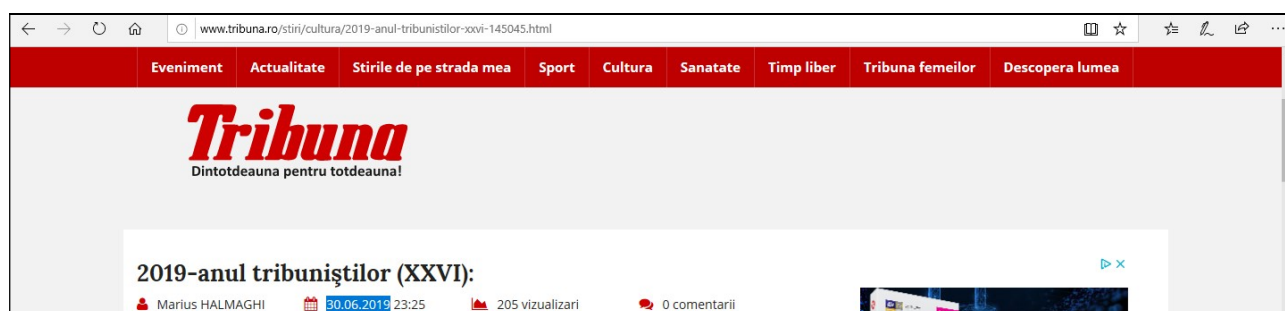 www.tribuna.ro/stiri/cultura/2019-anul-tribunistilor-xxvi-145045.html
Eveniment Actualitate Stirile de pe strada mea Sport Cultura Sanatate Timp liber Tribuna femeilor Descopera lumea
Tribuna
Dintotdeauna pentru totdeauna!
2019-anul tribuniștilor (XXVI):
Marius HALMAGHI 30.06.2019 23:25 205 vizualizari 0 comentarii